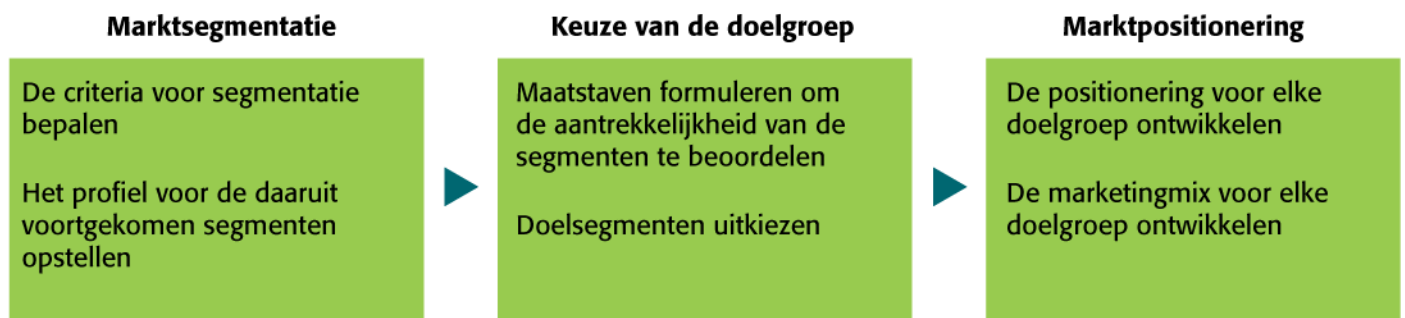 Marktsegmentatie
De criteria voor segmentatie
bepalen
Het profiel voor de daaruit
voortgekomen segmenten
opstellen
Keuze van de doelgroep
Maatstaven formuleren om
de aantrekkelijkheid van de
segmenten te beoordelen
Doelsegmenten uitkiezen
Marktpositionering
De positionering voor elke
doelgroep ontwikkelen
De marketingmix voor elke
doelgroep ontwikkelen